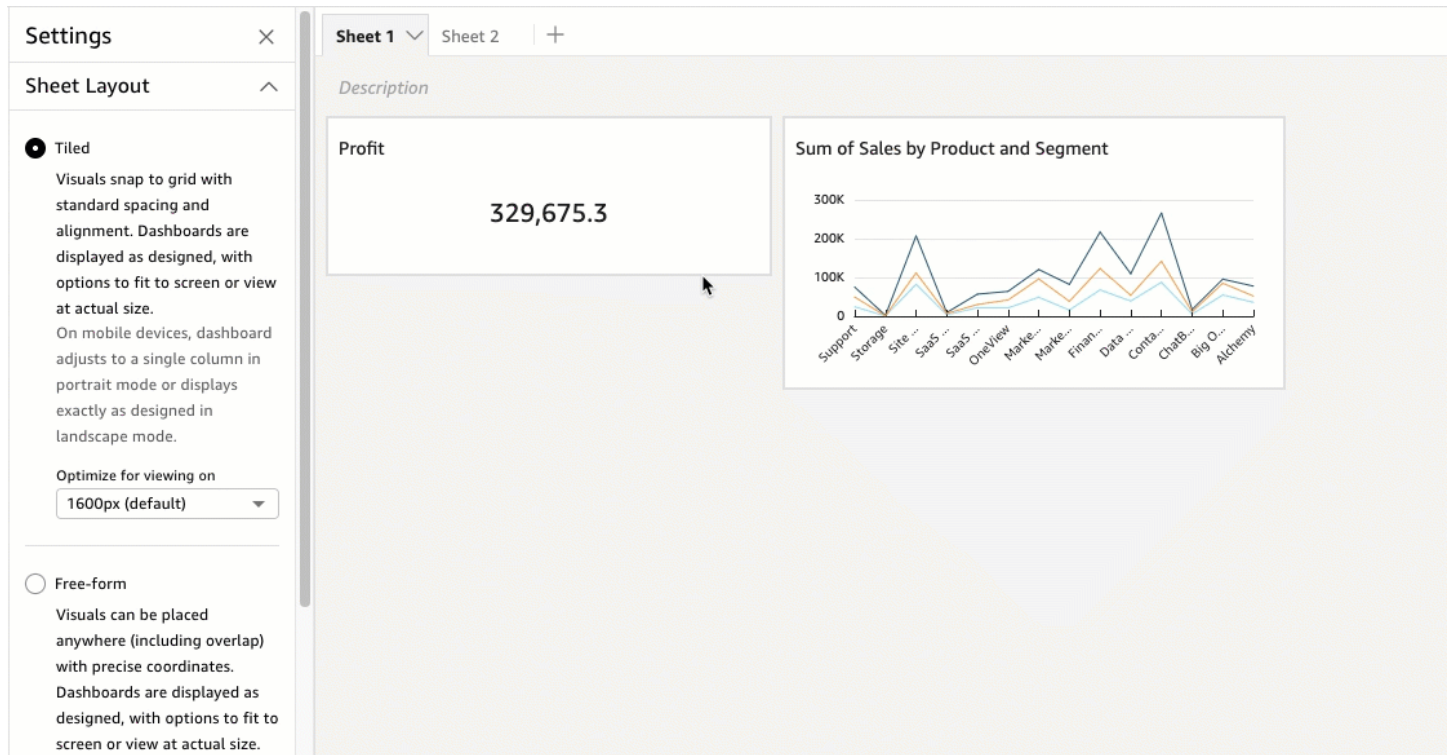 Settings
Sheet Layout
Tiled
Visuals snap to grid with
standard spacing and
alignment. Dashboards are
displayed as designed, with
options to fit to screen or view
at actual size.
On mobile devices, dashboard
adjusts to a single column in
portrait mode or displays
exactly as designed in
landscape mode.
Optimize for viewing on
1600px (default)
Free-form
Visuals can be placed
anywhere (including overlap)
with precise coordinates.
Dashboards are displayed as
designed, with options to fit to
screen or view at actual size.
Sheet 1
Sheet 2
Description
Profit
329,675.3
Sum of Sales by Product and Segment
300K
200K
100K
0
Support
Storage
Site ...
SaaS ...
SaaS ...
OneView
Marke...
Marke...
Finan...
Data ...
Conta...
ChatB...
Big O...
Alchemy